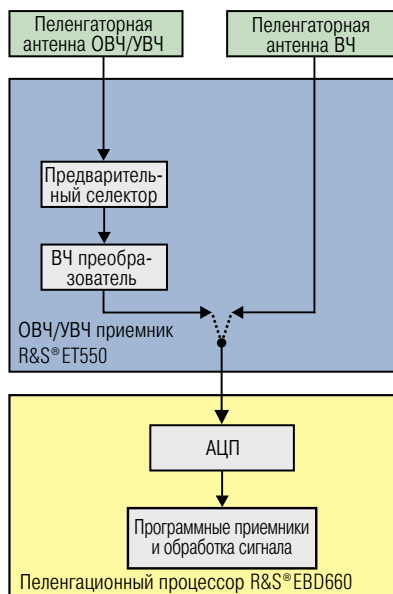 Пеленгаторная
антенна ОВЧ/УВЧ
Пеленгаторная
антенна ВЧ
Предваритель-
ный селектор
ВЧ преобра-
зователь
ОВЧ/УВЧ приемник
R&S®ET550
АЦП
Программные приемники
и обработка сигнала
Пеленгационный процессор R&S®EBD660